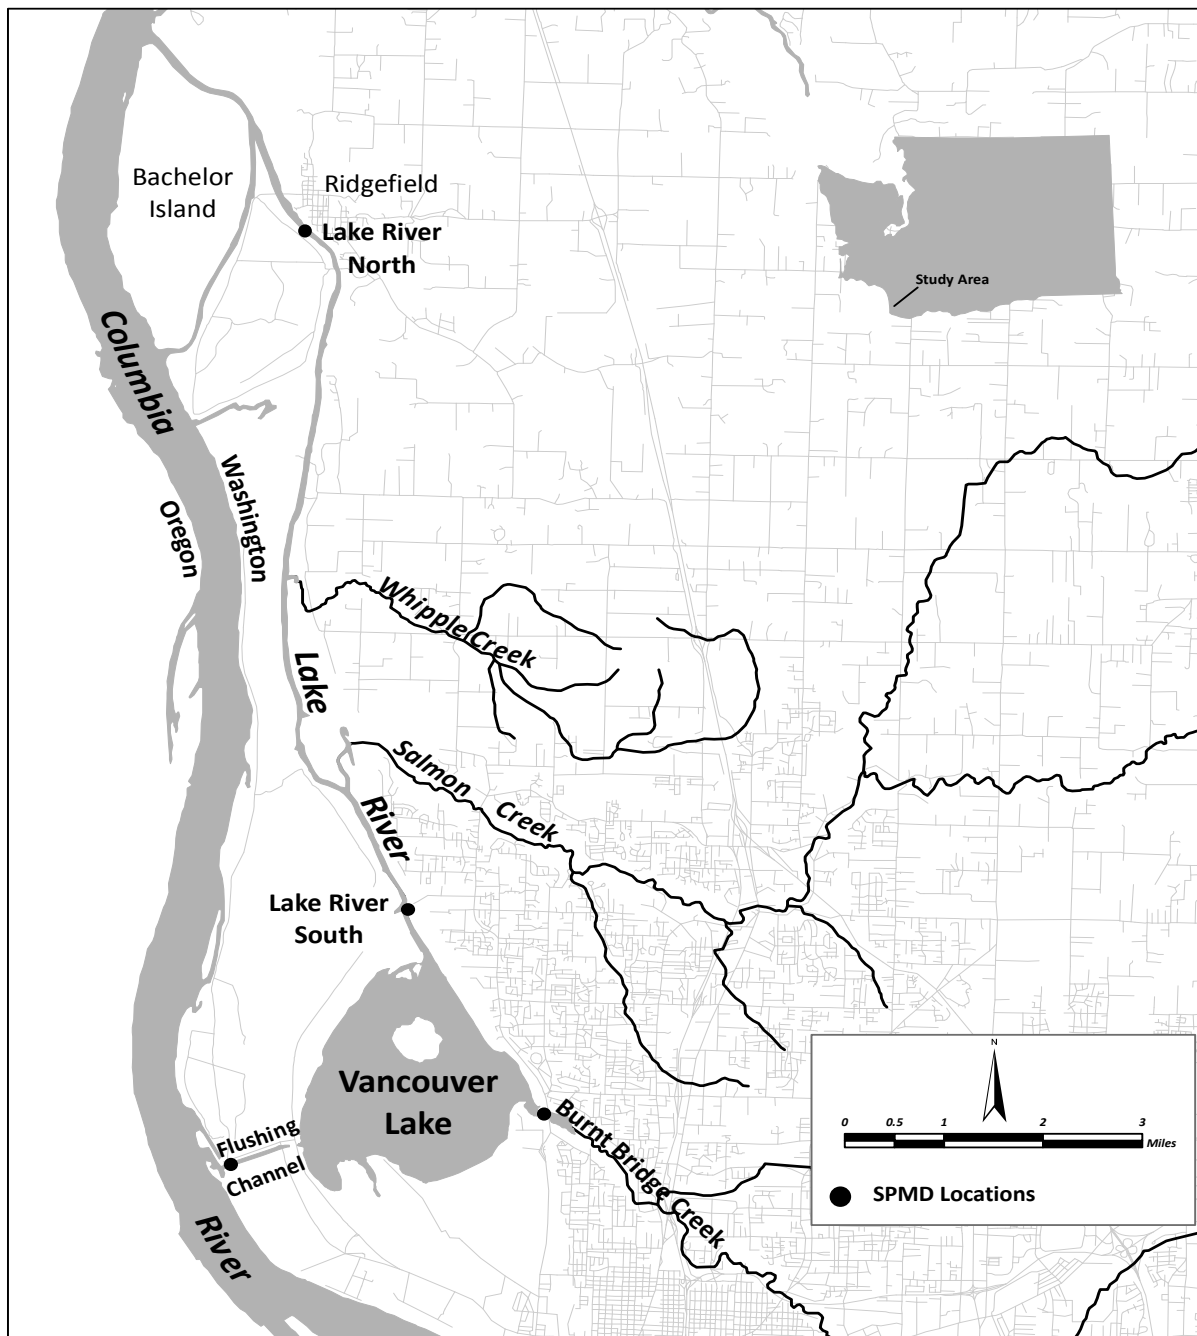 Bachelor
Island
Ridgefield
Lake River
North
Study Area
Columbia
Washington
Oregon
Whipple Creek
Lake
Salmon Creek
River
Lake River
South
Vancouver
Lake
Flushing
Channel
Burnt Bridge Creek
River
N
0 0.5 1 2 3
Miles
SPMD Locations